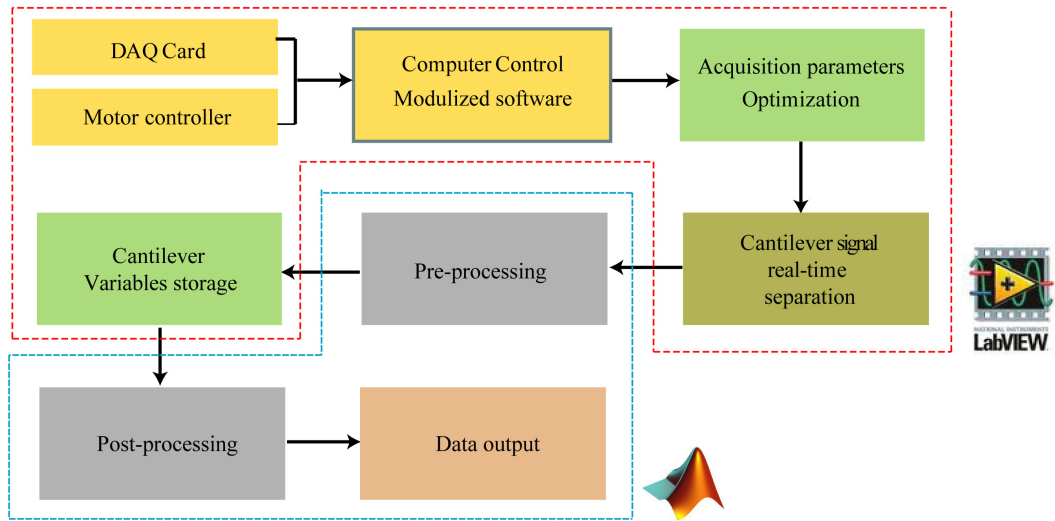 DAQ Card
Motor controller
Computer Control
Modulized software
Acquisition parameters
Optimization
Cantilever signal
real-time
separation
Pre-processing
Cantilever
Variables storage
Post-processing
Data output
NATIONAL INSTRUMENTS
LabVIEW